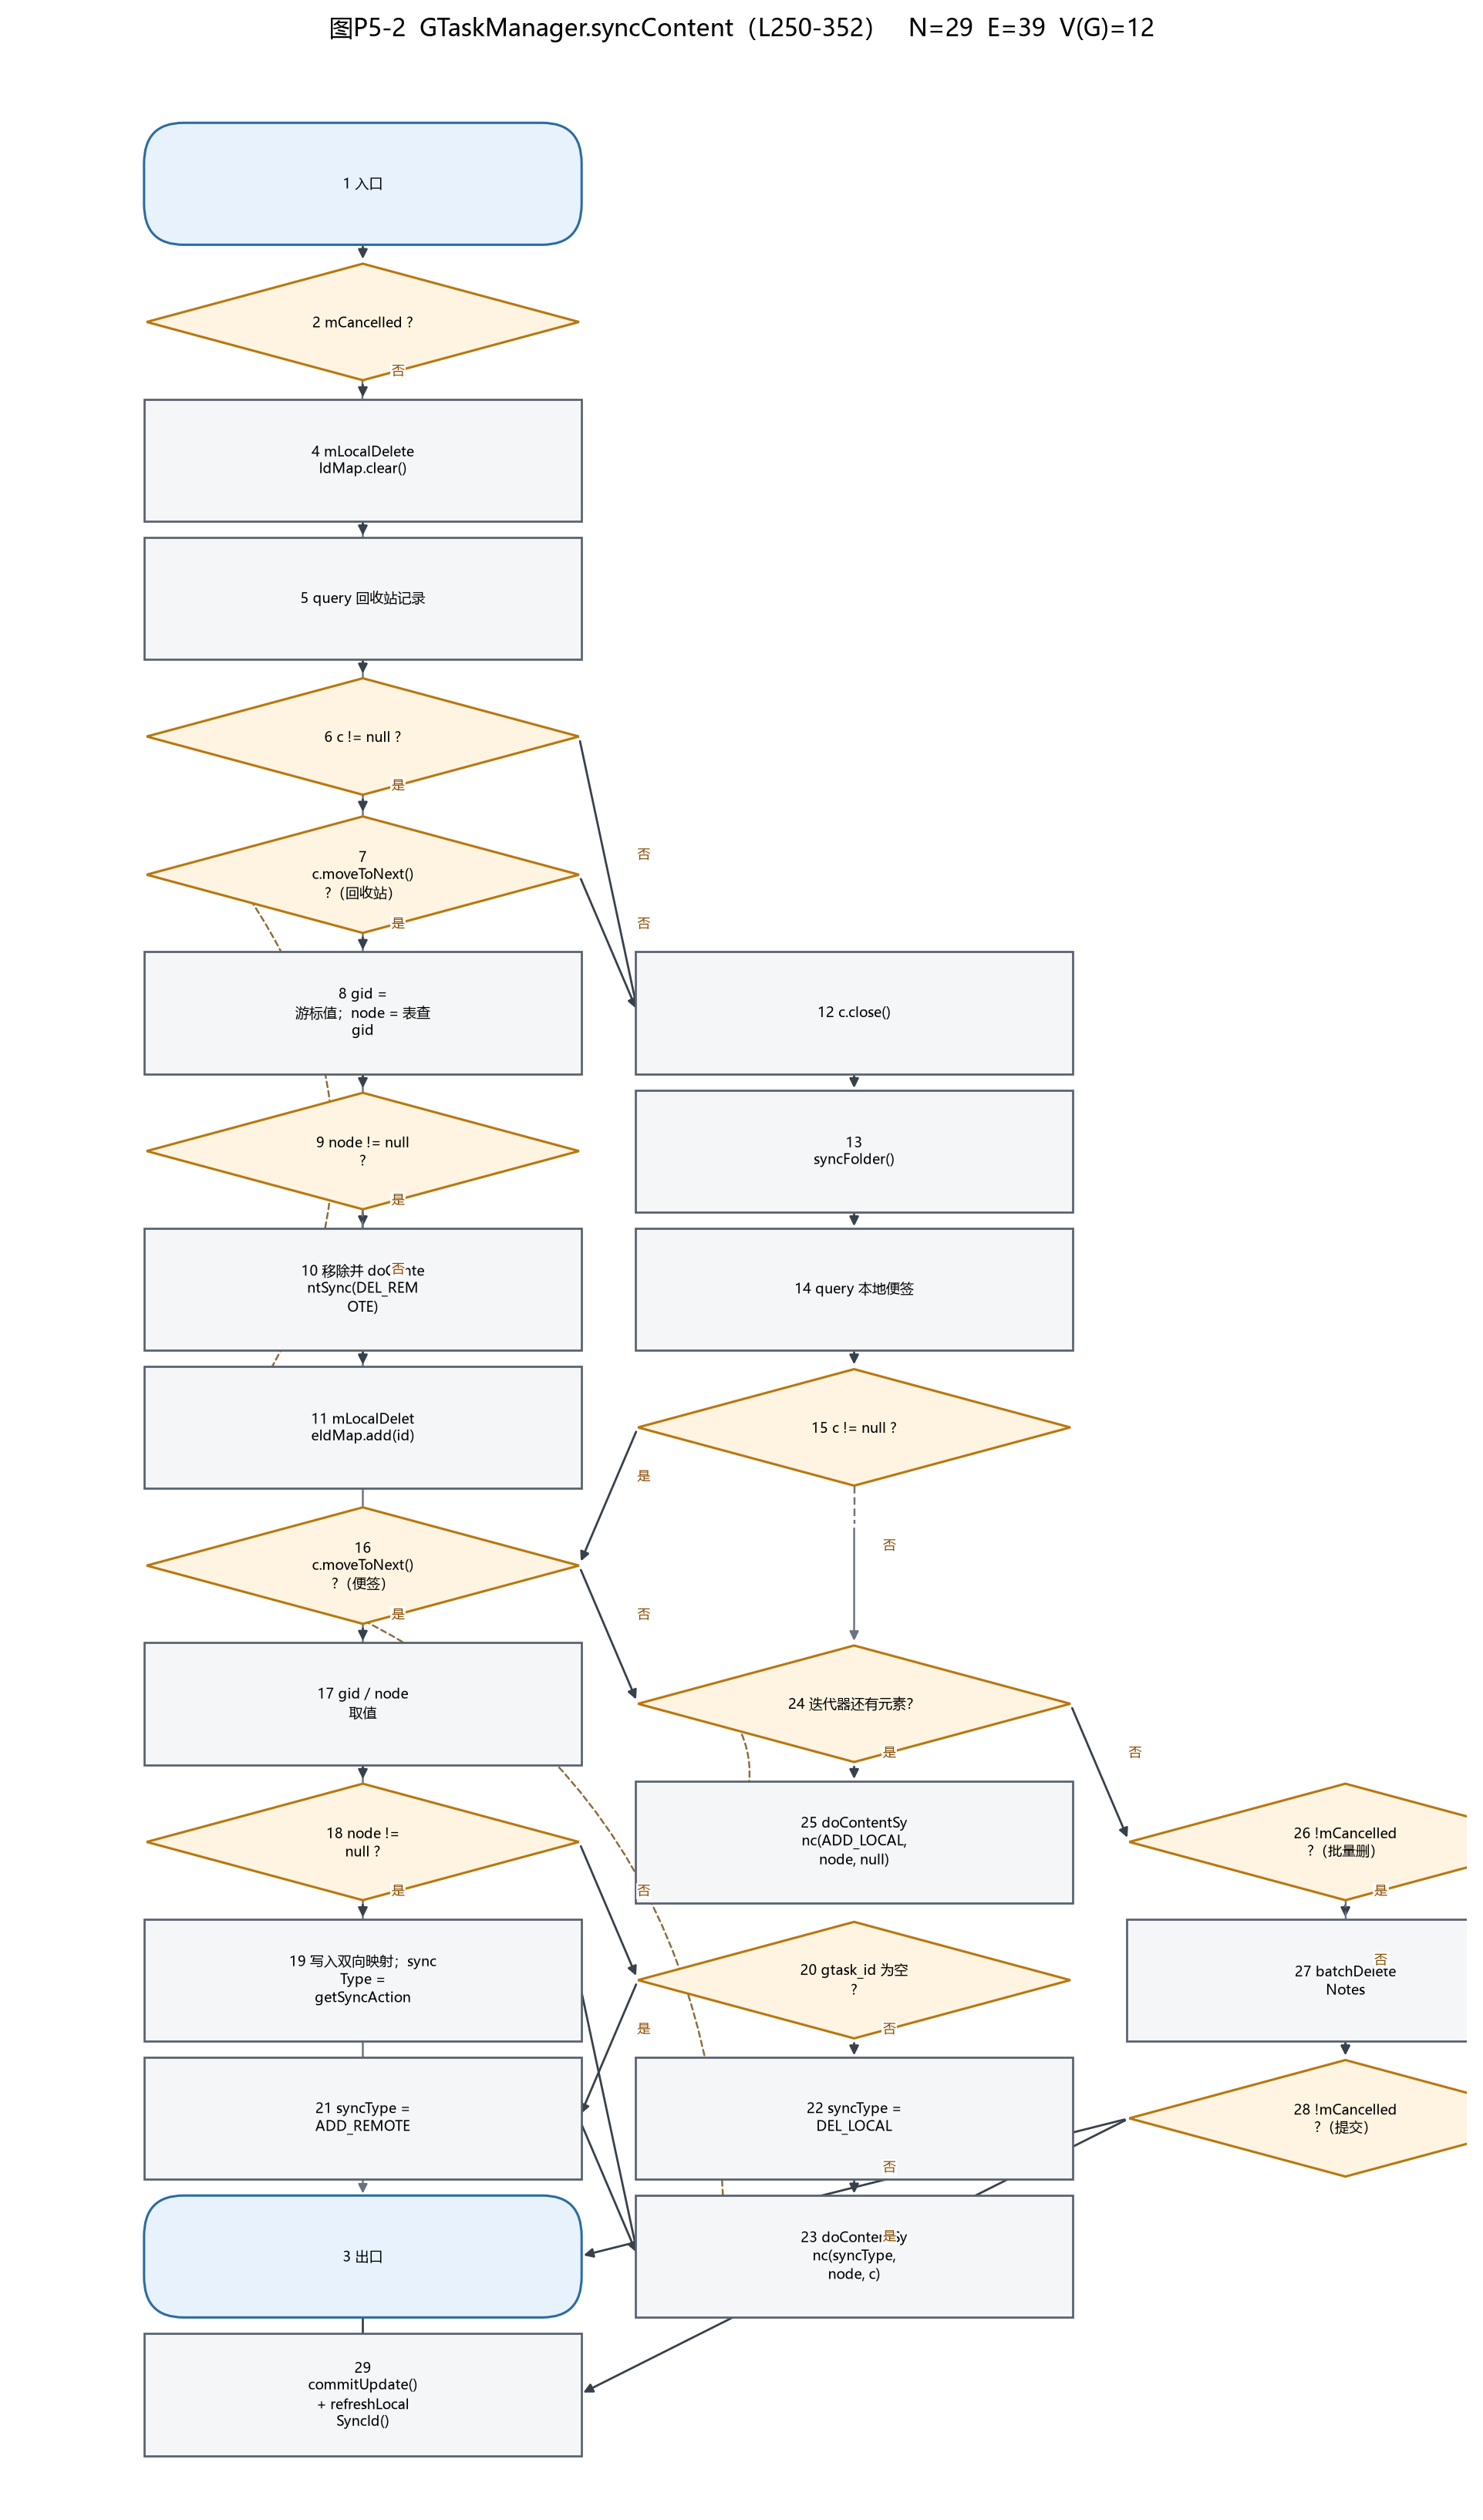 图P5-2  GTaskManager.syncContent（L250-352）   N=29  E=39  V(G)=12
1 入口
2 mCancelled ?
否
4 mLocalDelete
IdMap.clear()
5 query 回收站记录
6 c != null ?
是
否
7
c.moveToNext()
?（回收站）
是
否
8 gid =
游标值；node = 表查
gid
12 c.close()
9 node != null
?
是
13
syncFolder()
10 移除并
否
ntSync(DEL_REM
OTE)
14 query 本地便签
11 mLocalDelet
eIdMap.add(id)
15 c != null ?
是
否
16
c.moveToNext()
?（便签）
是
否
17 gid / node
取值
24 迭代器还有元素?
是
否
18 node !=
null ?
是
否
25 doContentSy
nc(ADD_LOCAL,
node, null)
26 !mCancelled
?（批量删）
是
19 写入双向映射；sync
Type =
getSyncAction
20 gtask_id 为空
?
是
否
否
27 batchDelete
Notes
21 syncType =
ADD_REMOTE
22 syncType =
DEL_LOCAL
否
28 !mCancelled
?（提交）
3 出口
23
是
nc(syncType,
node, c)
29
commitUpdate()
+ refreshLocal
SyncId()